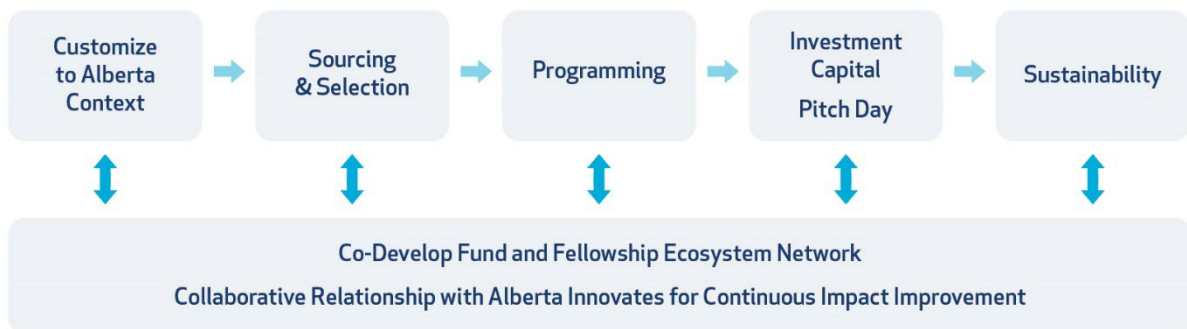 Customize
to Alberta
Context
Sourcing
& Selection
Programming
Investment
Capital
Pitch Day
Sustainability
Co-Develop Fund and Fellowship Ecosystem Network
Collaborative Relationship with Alberta Innovates for Continuous Impact Improvement